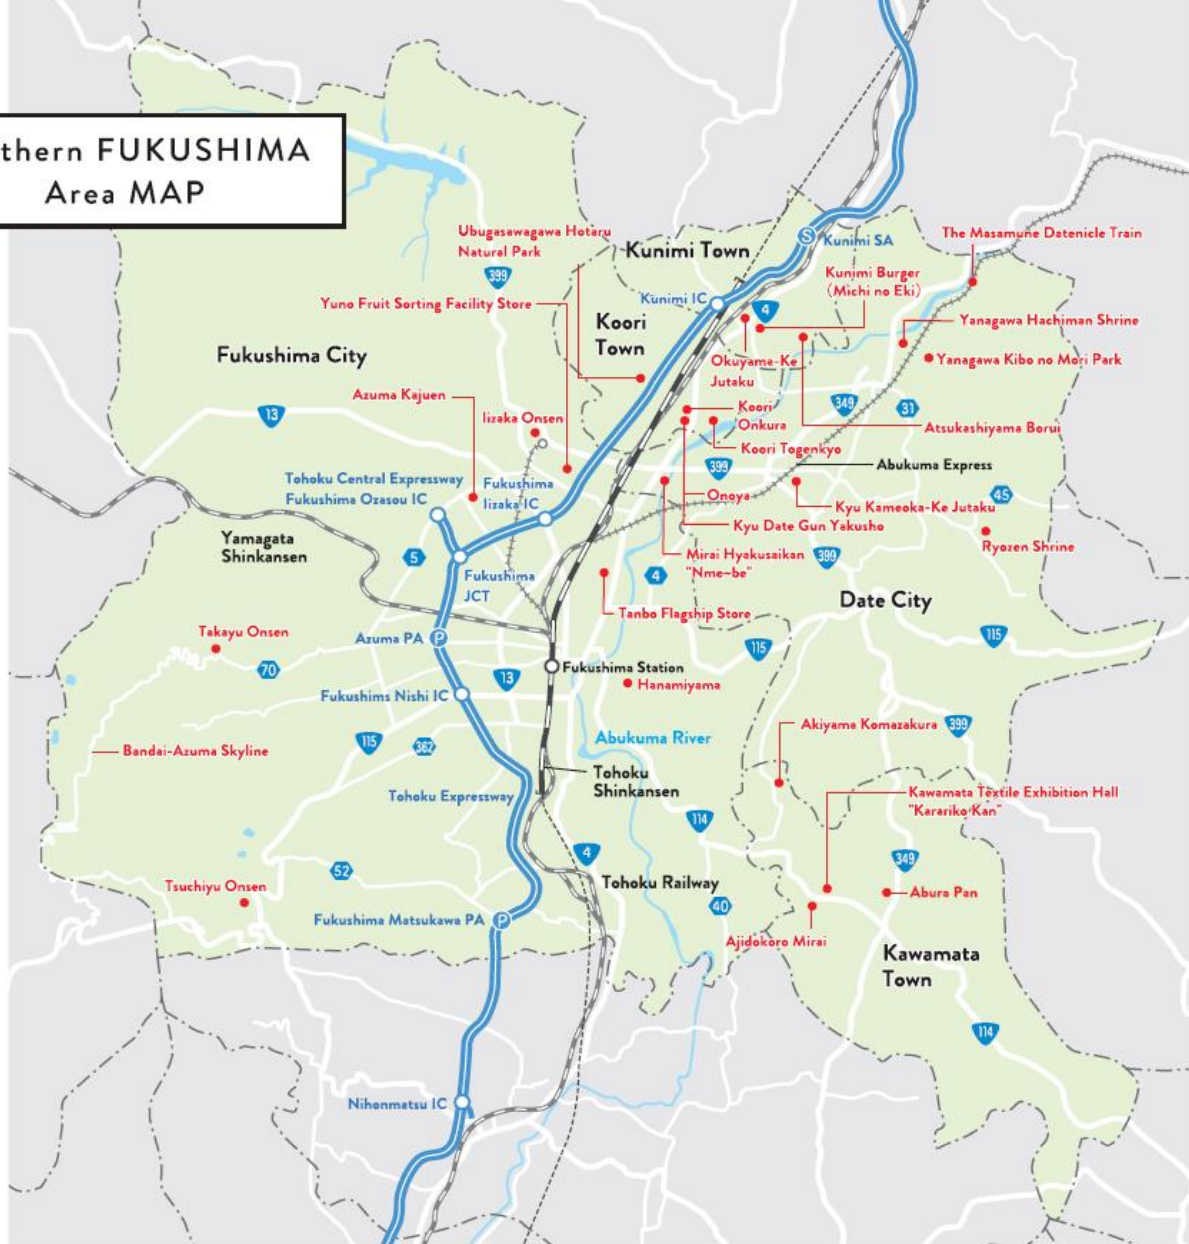 thern FUKUSHIMA
Area MAP
Ubugasawagawa Hotaru
Natural Park
399
Kunimi Town
Kunimi SA
S
The Masamune Datenicle Train
Kunimi Burger
(Michi no Eki)
Yuno Fruit Sorting Facility Store
Kunimi IC
4
Koori
Town
Yanagawa Hachiman Shrine
Fukushima City
Okuyama-Ke
Jutaku
Yanagawa Kibo no Mori Park
Azuma Kajuen
13
Iizaka Onsen
Koori
Onkura
349
31
Atsukashiyama Borui
Koori Togenkyo
Tohoku Central Expressway
Fukushima Ozasou IC
Fukushima
Iizaka IC
399
Abukuma Express
Onoya
Kyu Kameoka-Ke Jutaku
45
Kyu Date Gun Yakusho
Yamagata
Shinkansen
5
Fukushima
JCT
Mirai Hyakusaikan
"Nme-be"
4
399
Ryozen Shrine
Date City
Tanbo Flagship Store
Takayu Onsen
Azuma PA
P
115
115
70
Fukushima Station
13
Hanamiyama
Fukushims Nishi IC
Bandai-Azuma Skyline
115
362
Abukuma River
Akiyama Komazakura
399
Tohoku
Shinkansen
Tohoku Expressway
Kawamata Textile Exhibition Hall
"Karariko Kan"
114
4
349
52
Tohoku Railway
Tsuchiyu Onsen
Abura Pan
40
Fukushima Matsukawa PA
P
Ajidokoro Mirai
Kawamata
Town
114
Nihonmatsu IC